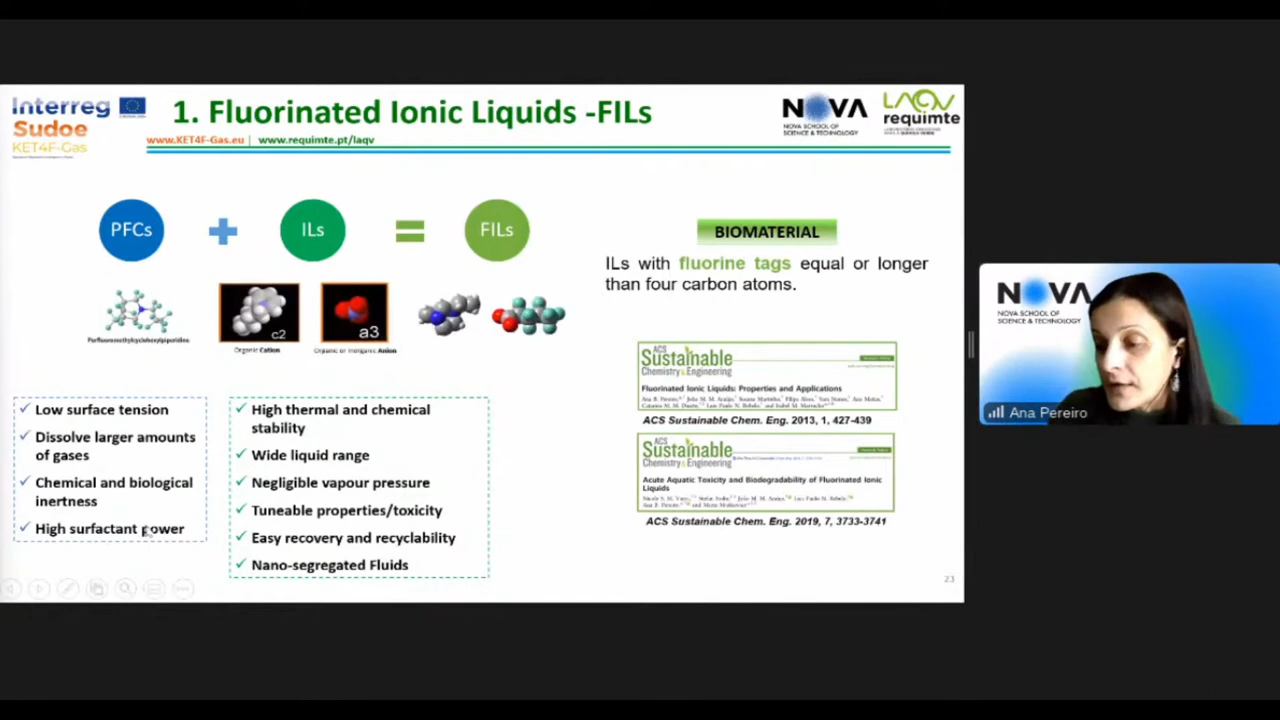 Interreg
Sudoe
KET4F-Gas
1. Fluorinated Ionic Liquids -FILs
www.KET4F-Gas.eu | www.requimte.pt/laqv
NOVA
NOVA SCHOOL OF
SCIENCE & TECHNOLOGY
LAQV
requimte
PFCs
ILs
FILs
c2
a3
Organic Cation
Organic or Inorganic Anion
Low surface tension
Dissolve larger amounts
of gases
Chemical and biological
inertness
High surfactant power
High thermal and chemical
stability
Wide liquid range
Negligible vapour pressure
Tuneable properties/toxicity
Easy recovery and recyclability
Nano-segregated Fluids
BIOMATERIAL
ILs with fluorine tags equal or longer
than four carbon atoms.
ACS
Sustainable
Chemistry & Engineering
Fluorinated Ionic Liquids: Properties and Applications
ACS Sustainable Chem. Eng. 2013, 1, 427-439
ACS
Sustainable
Chemistry & Engineering
Acute Aquatic Toxicity and Biodegradability of Fluorinated Ionic
Liquids
ACS Sustainable Chem. Eng. 2019, 7, 3733-3741
23
NOVA
NOVA SCHOOL OF
SCIENCE & TECHNOLOGY
Ana Pereiro